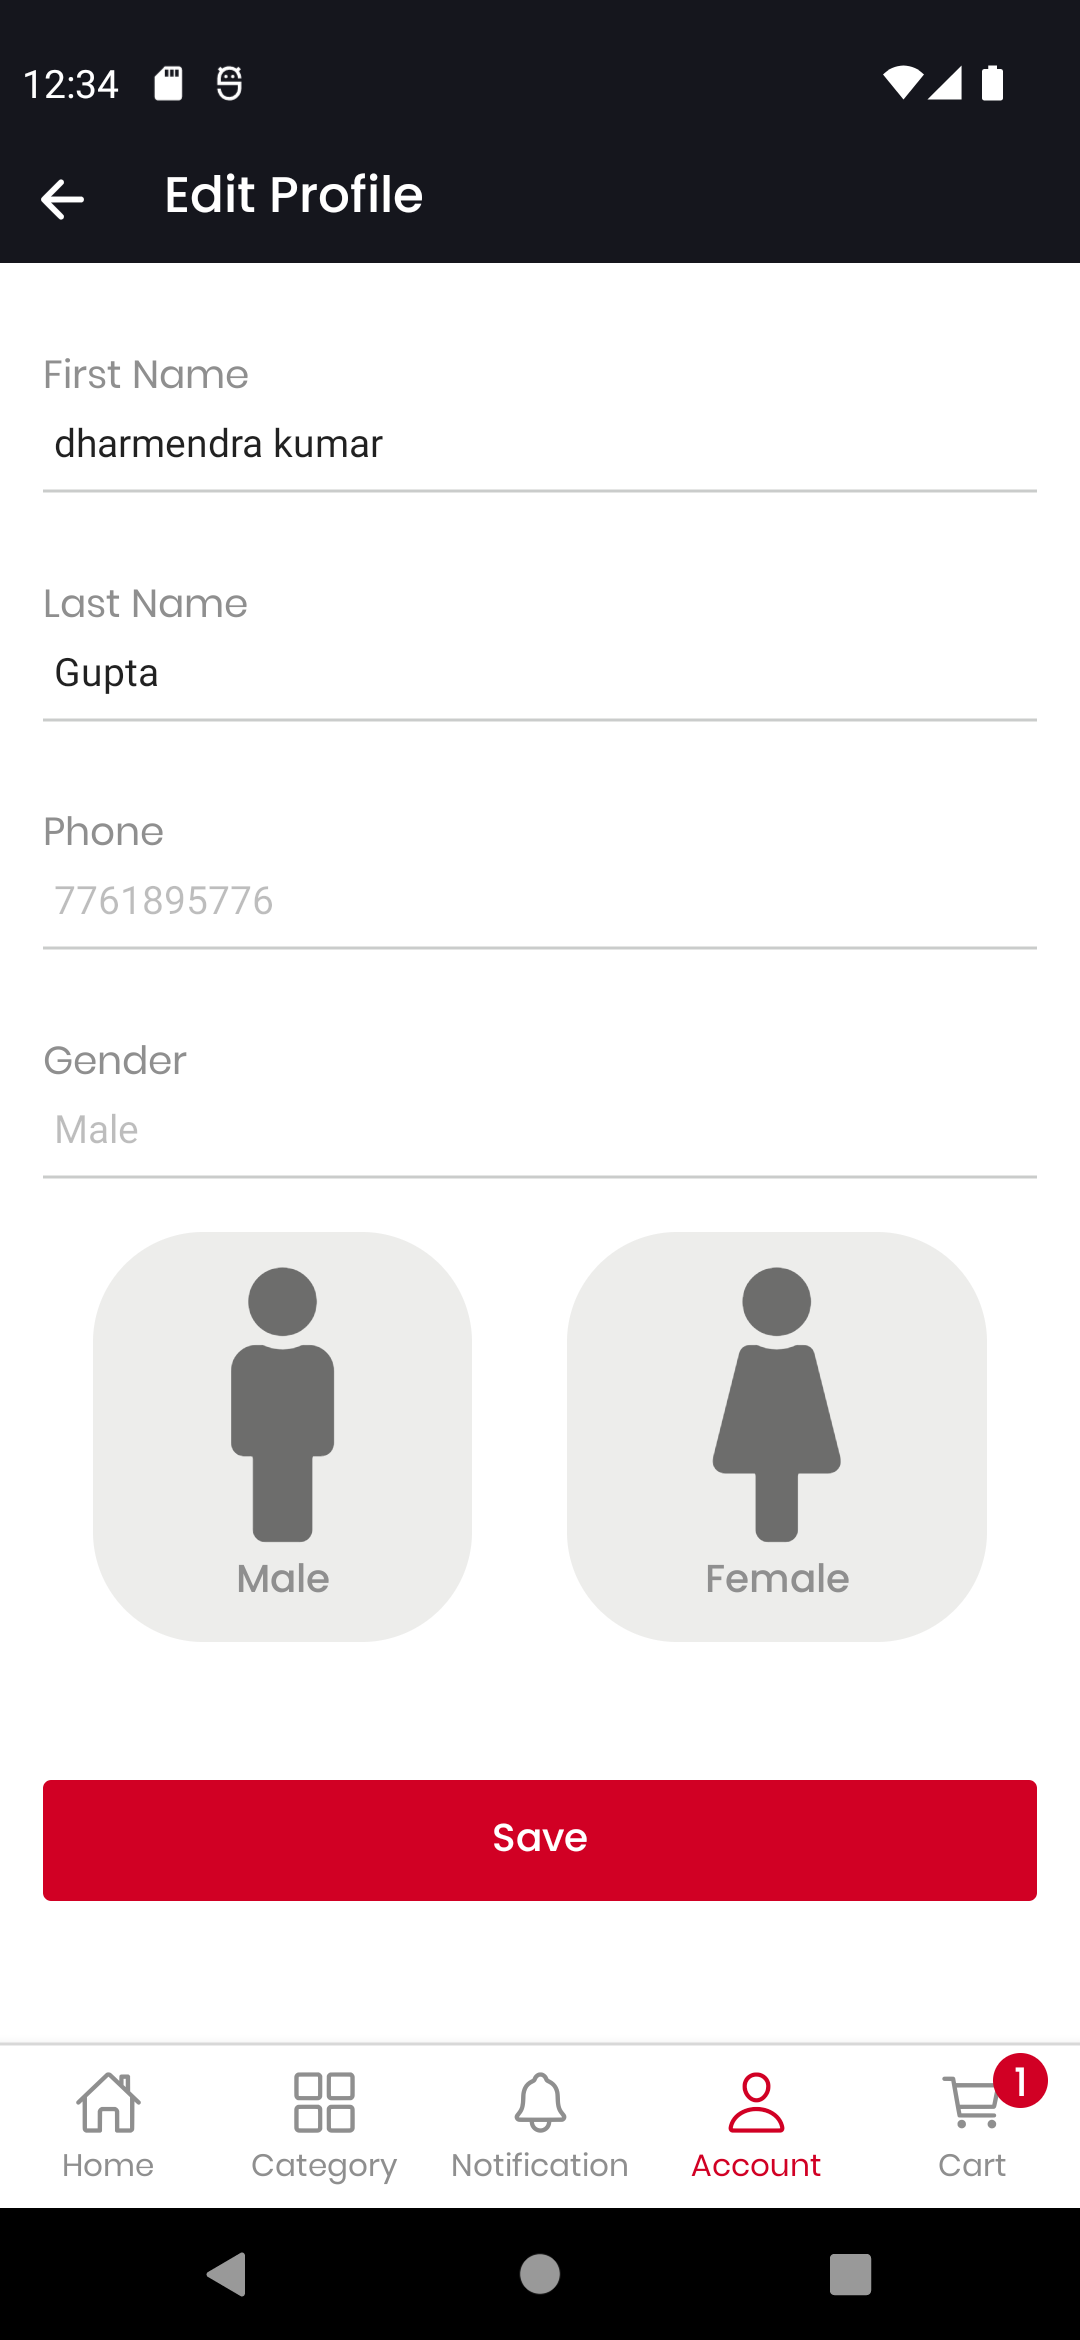 12:34
Edit Profile
First Name
dharmendra kumar
Last Name
Gupta
Phone
7761895776
Gender
Male
Male
Female
Save
1
Home
Category
Notification
Account
Cart